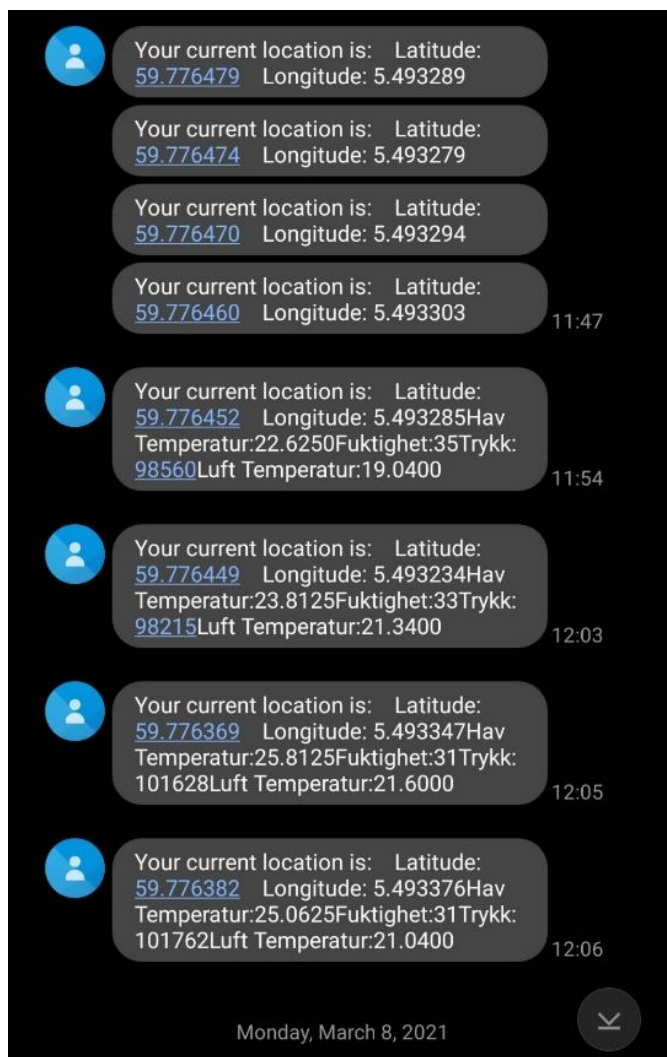 Your current location is:   Latitude:
59.776479   Longitude: 5.493289
Your current location is:   Latitude:
59.776474   Longitude: 5.493279
Your current location is:   Latitude:
59.776470   Longitude: 5.493294
Your current location is:   Latitude:
59.776460   Longitude: 5.493303
11:47
Your current location is:   Latitude:
59.776452   Longitude: 5.493285Hav
Temperatur:22.6250Fuktighet:35Trykk:
98560Luft Temperatur:19.0400
11:54
Your current location is:   Latitude:
59.776449   Longitude: 5.493234Hav
Temperatur:23.8125Fuktighet:33Trykk:
98215Luft Temperatur:21.3400
12:03
Your current location is:   Latitude:
59.776369   Longitude: 5.493347Hav
Temperatur:25.8125Fuktighet:31Trykk:
101628Luft Temperatur:21.6000
12:05
Your current location is:   Latitude:
59.776382   Longitude: 5.493376Hav
Temperatur:25.0625Fuktighet:31Trykk:
101762Luft Temperatur:21.0400
12:06
Monday, March 8, 2021